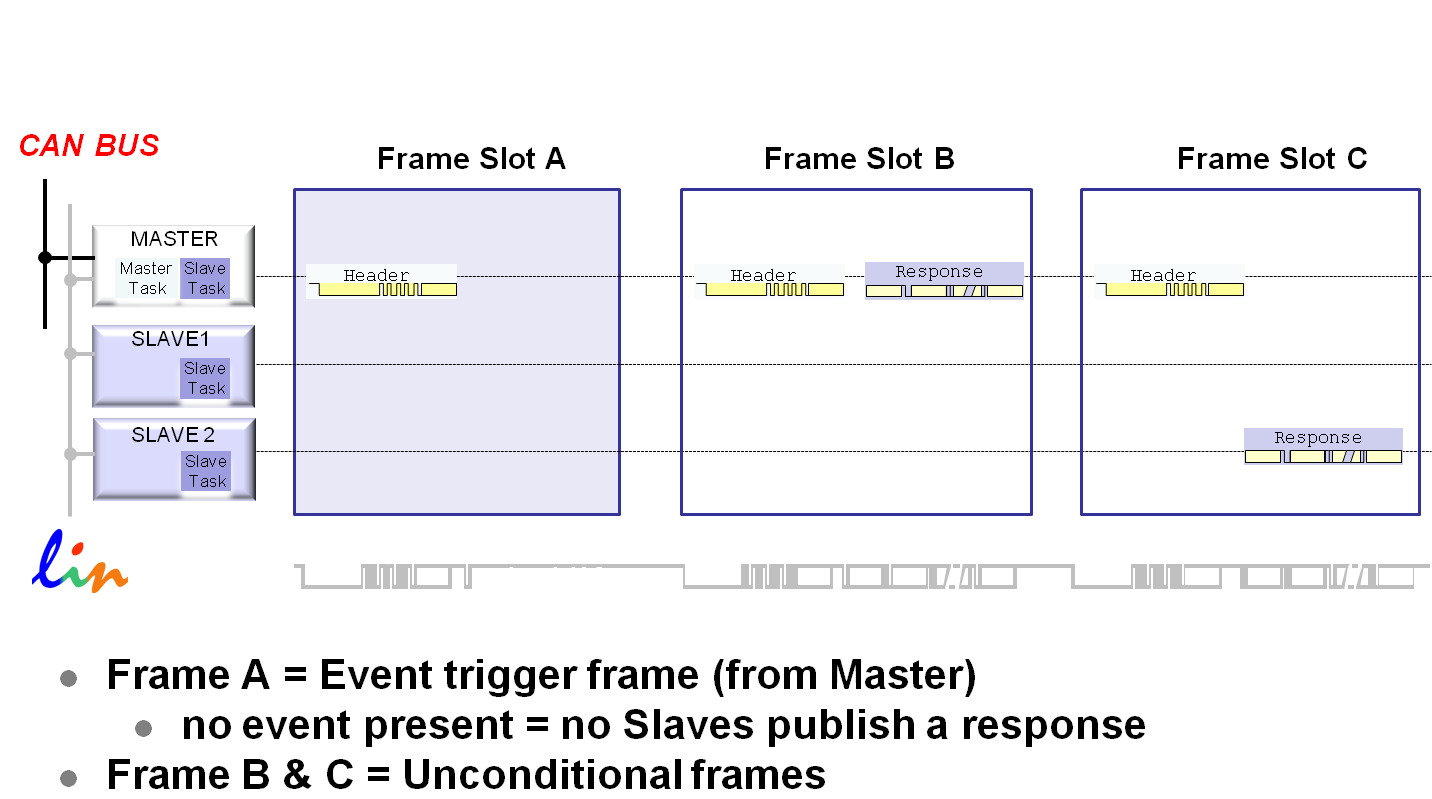 CAN BUS
Frame Slot A
Frame Slot B
Frame Slot C
MASTER
Master
Task
Slave
Task
Header
Header
Response
Header
SLAVE1
Slave
Task
SLAVE 2
Slave
Task
Response
lin
Frame A = Event trigger frame (from Master)
no event present = no Slaves publish a response
Frame B & C = Unconditional frames